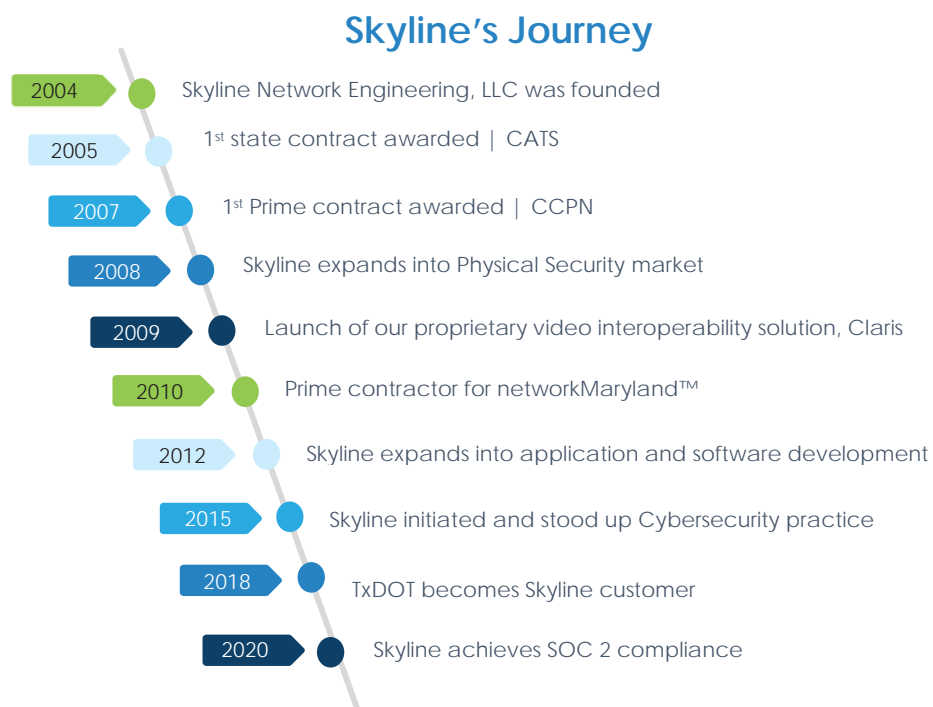 Skyline's Journey
2004 Skyline Network Engineering, LLC was founded
2005 1st state contract awarded | CATS
2007 1st Prime contract awarded | CCPN
2008 Skyline expands into Physical Security market
2009 Launch of our proprietary video interoperability solution, Claris
2010 Prime contractor for networkMaryland™
2012 Skyline expands into application and software development
2015 Skyline initiated and stood up Cybersecurity practice
2018 TxDOT becomes Skyline customer
2020 Skyline achieves SOC 2 compliance